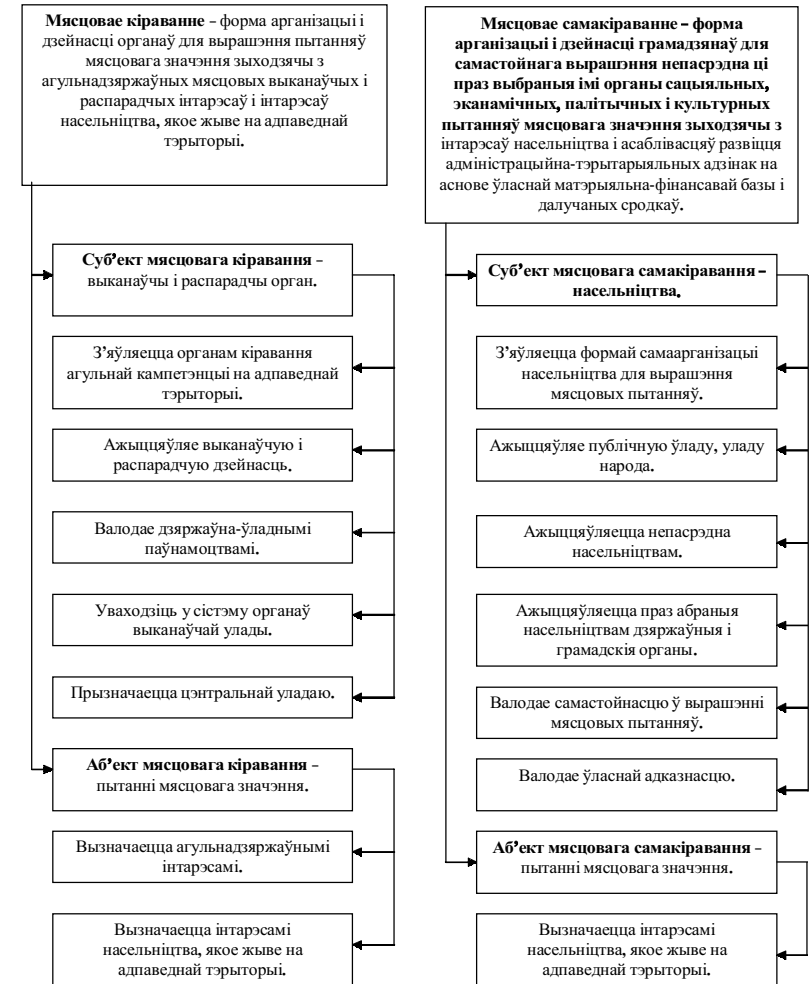 Мясцовае кіраванне – форма арганізацыі і
дзейнасці органаў для вырашэння пытанняў
мясцовага значэння зыходзячы з
агульнадзяржаўных мясцовых выканаўчых і
распарадчых інтарэсаў і інтарэсаў
насельніцтва, якое жыве на адпаведнай
тэрыторыі.
Суб'ект мясцовага кіравання –
выканаўчы і распарадчы орган.
З'яўляецца органам кіравання
агульнай кампетэнцыі на адпаведнай
тэрыторыі.
Ажыццяўляе выканаўчую і
распарадчую дзейнасць.
Валодае дзяржаўна-ўладнымі
паўнамоцтвамі.
Уваходзіць у сістэму органаў
выканаўчай улады.
Прызначаецца цэнтральнай уладаю.
Аб'ект мясцовага кіравання –
пытанні мясцовага значэння.
Вызначаецца агульнадзяржаўнымі
інтарэсамі.
Вызначаецца інтарэсамі
насельніцтва, якое жыве на
адпаведнай тэрыторыі.
Мясцовае самакіраванне – форма
арганізацыі і дзейнасці грамадзянаў для
самастойнага вырашэння непасрэдна ці
праз выбраныя імі органы сацыяльных,
эканамічных, палітычных і культурных
пытанняў мясцовага значэння зыходзячы з
інтарэсаў насельніцтва і асаблівасцяў развіцця
адміністрацыйна-тэрытарыяльных адзінак на
аснове ўласнай матэрыяльна-фінансавай базы і
далучаных сродкаў.
Суб'ект мясцовага самакіравання –
насельніцтва.
З'яўляецца формай самаарганізацыі
насельніцтва для вырашэння
мясцовых пытанняў.
Ажыццяўляе публічную ўладу, уладу
народа.
Ажыццяўляецца непасрэдна
насельніцтвам.
Ажыццяўляецца праз абраныя
насельніцтвам дзяржаўныя і
грамадскія органы.
Валодае самастойнасцю ў вырашэнні
мясцовых пытанняў.
Валодае ўласнай адказнасцю.
Аб'ект мясцовага самакіравання –
пытанні мясцовага значэння.
Вызначаецца інтарэсамі
насельніцтва, якое жыве на
адпаведнай тэрыторыі.